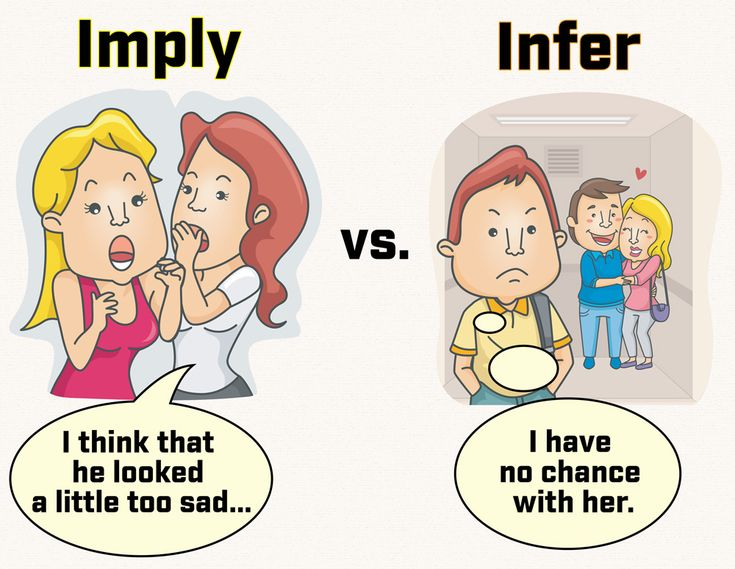 Imply
Infer
vs.
I think that
he looked
a little too sad...
I have
no chance
with her.